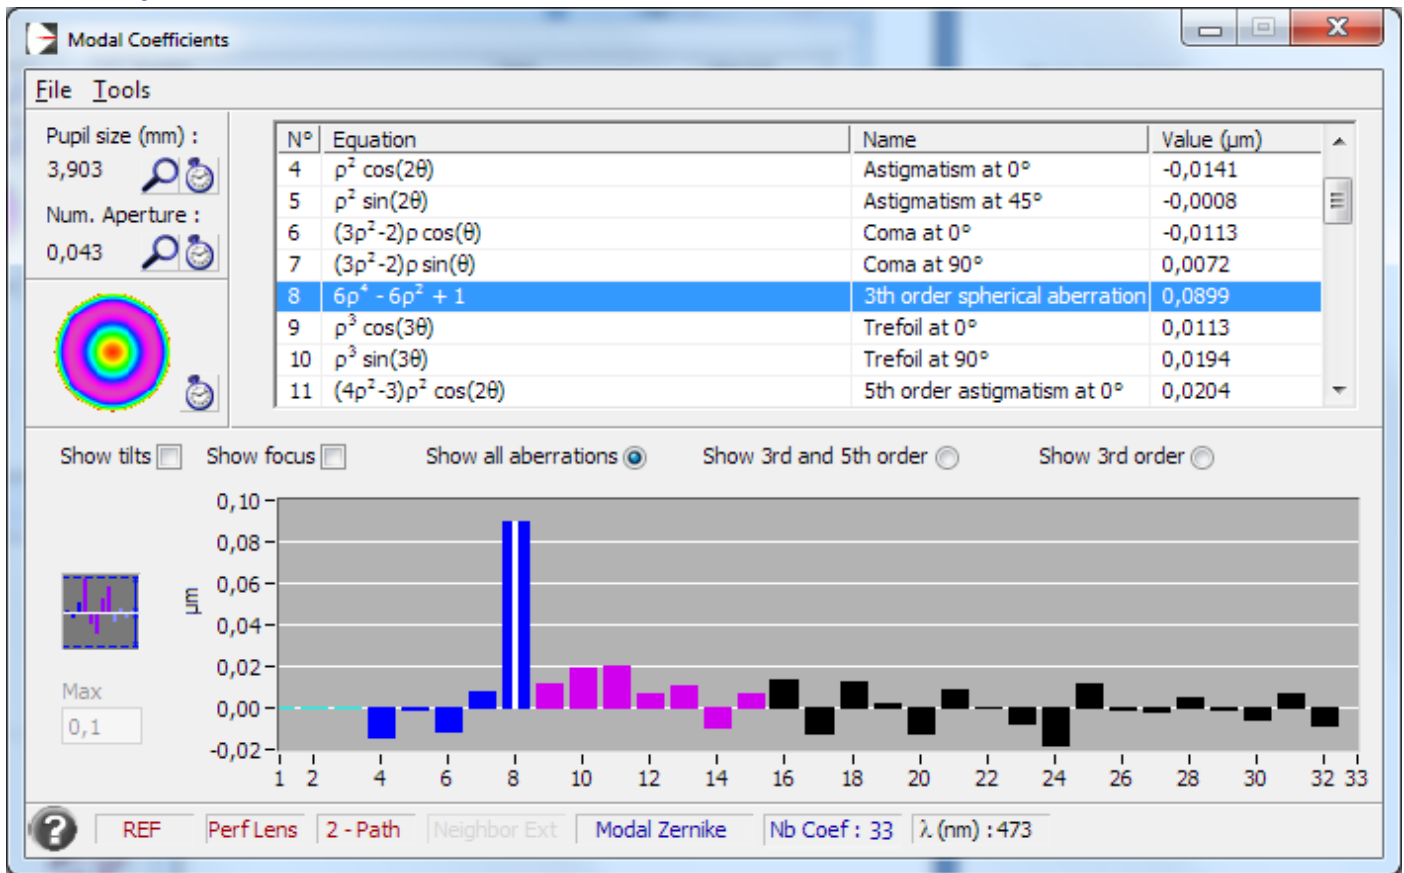 Modal Coefficients
File Tools
Pupil size (mm) :
3,903
Num. Aperture :
0,043
N° Equation Name Value (µm)
4 ρ² cos(2θ) Astigmatism at 0° -0,0141
5 ρ² sin(2θ) Astigmatism at 45° -0,0008
6 (3ρ²-2)ρ cos(θ) Coma at 0° -0,0113
7 (3ρ²-2)ρ sin(θ) Coma at 90° 0,0072
8 6ρ⁴ - 6ρ² + 1 3th order spherical aberration 0,0899
9 ρ³ cos(3θ) Trefoil at 0° 0,0113
10 ρ³ sin(3θ) Trefoil at 90° 0,0194
11 (4ρ²-3)ρ² cos(2θ) 5th order astigmatism at 0° 0,0204
Show tilts Show focus Show all aberrations Show 3rd and 5th order Show 3rd order
0,10
0,08
0,06
0,04
0,02
0,00
-0,02
µm
Max
0,1
1 2 4 6 8 10 12 14 16 18 20 22 24 26 28 30 32 33
? REF Perf Lens 2 - Path Neighbor Ext Modal Zernike Nb Coef : 33 λ (nm) : 473